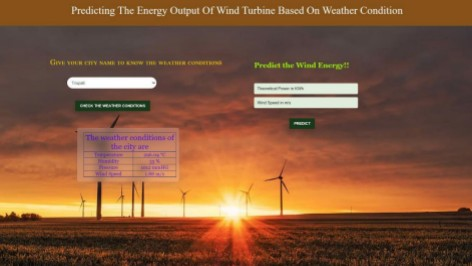 Predicting The Energy Output Of Wind Turbine Based On Weather Condition
Give your city name to know the weather conditions
CHECK THE WEATHER CONDITIONS
The weather conditions of
the city are
Temperature
Humidity
Pressure
Wind Speed
Predict the Wind Energy!!
Theoretical Power in KWh
Wind Speed in m/s
PREDICT